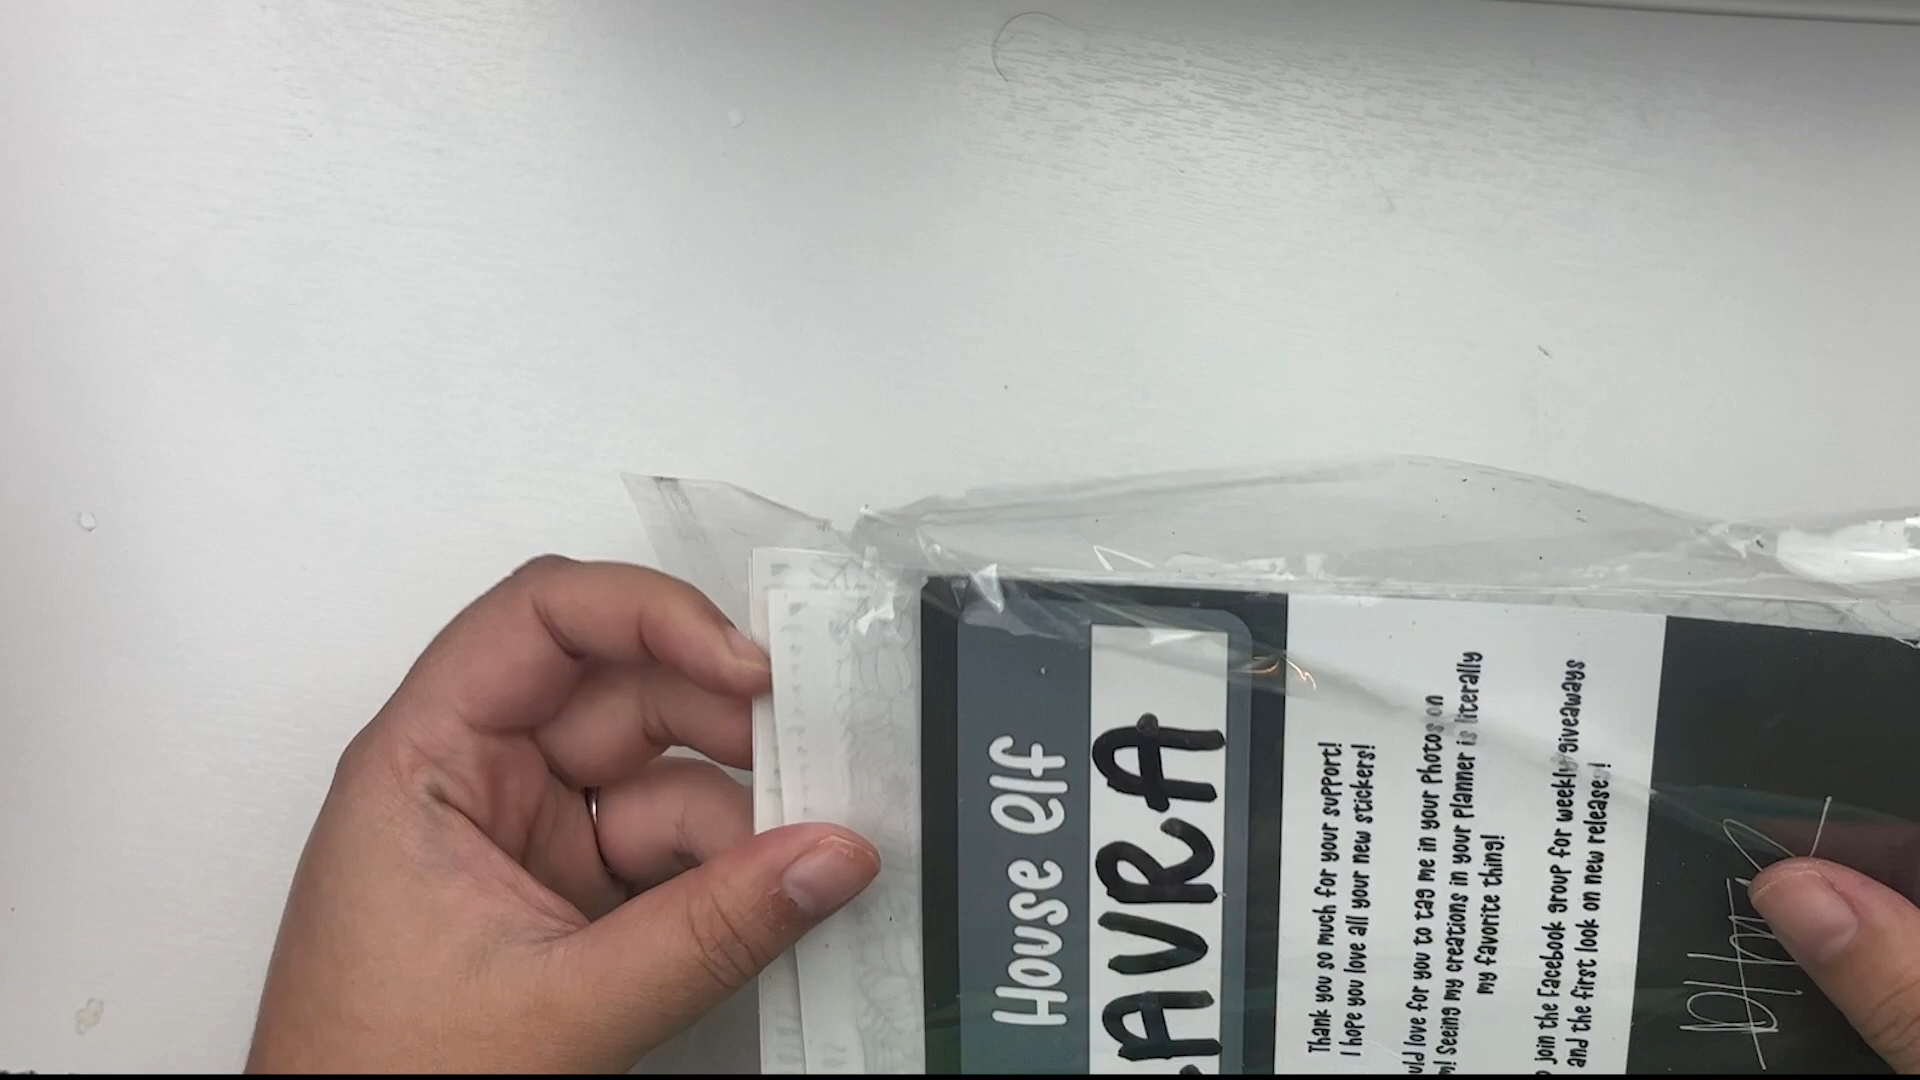 House elf
AVRA
Thank you so much for your support!
I hope you love all your new stickers!
love for you to tag me in your photos on
Seeing my creations in your planner is literally
my favorite thing!
join the Facebook group for weekly giveaways
and the first look on new releases!